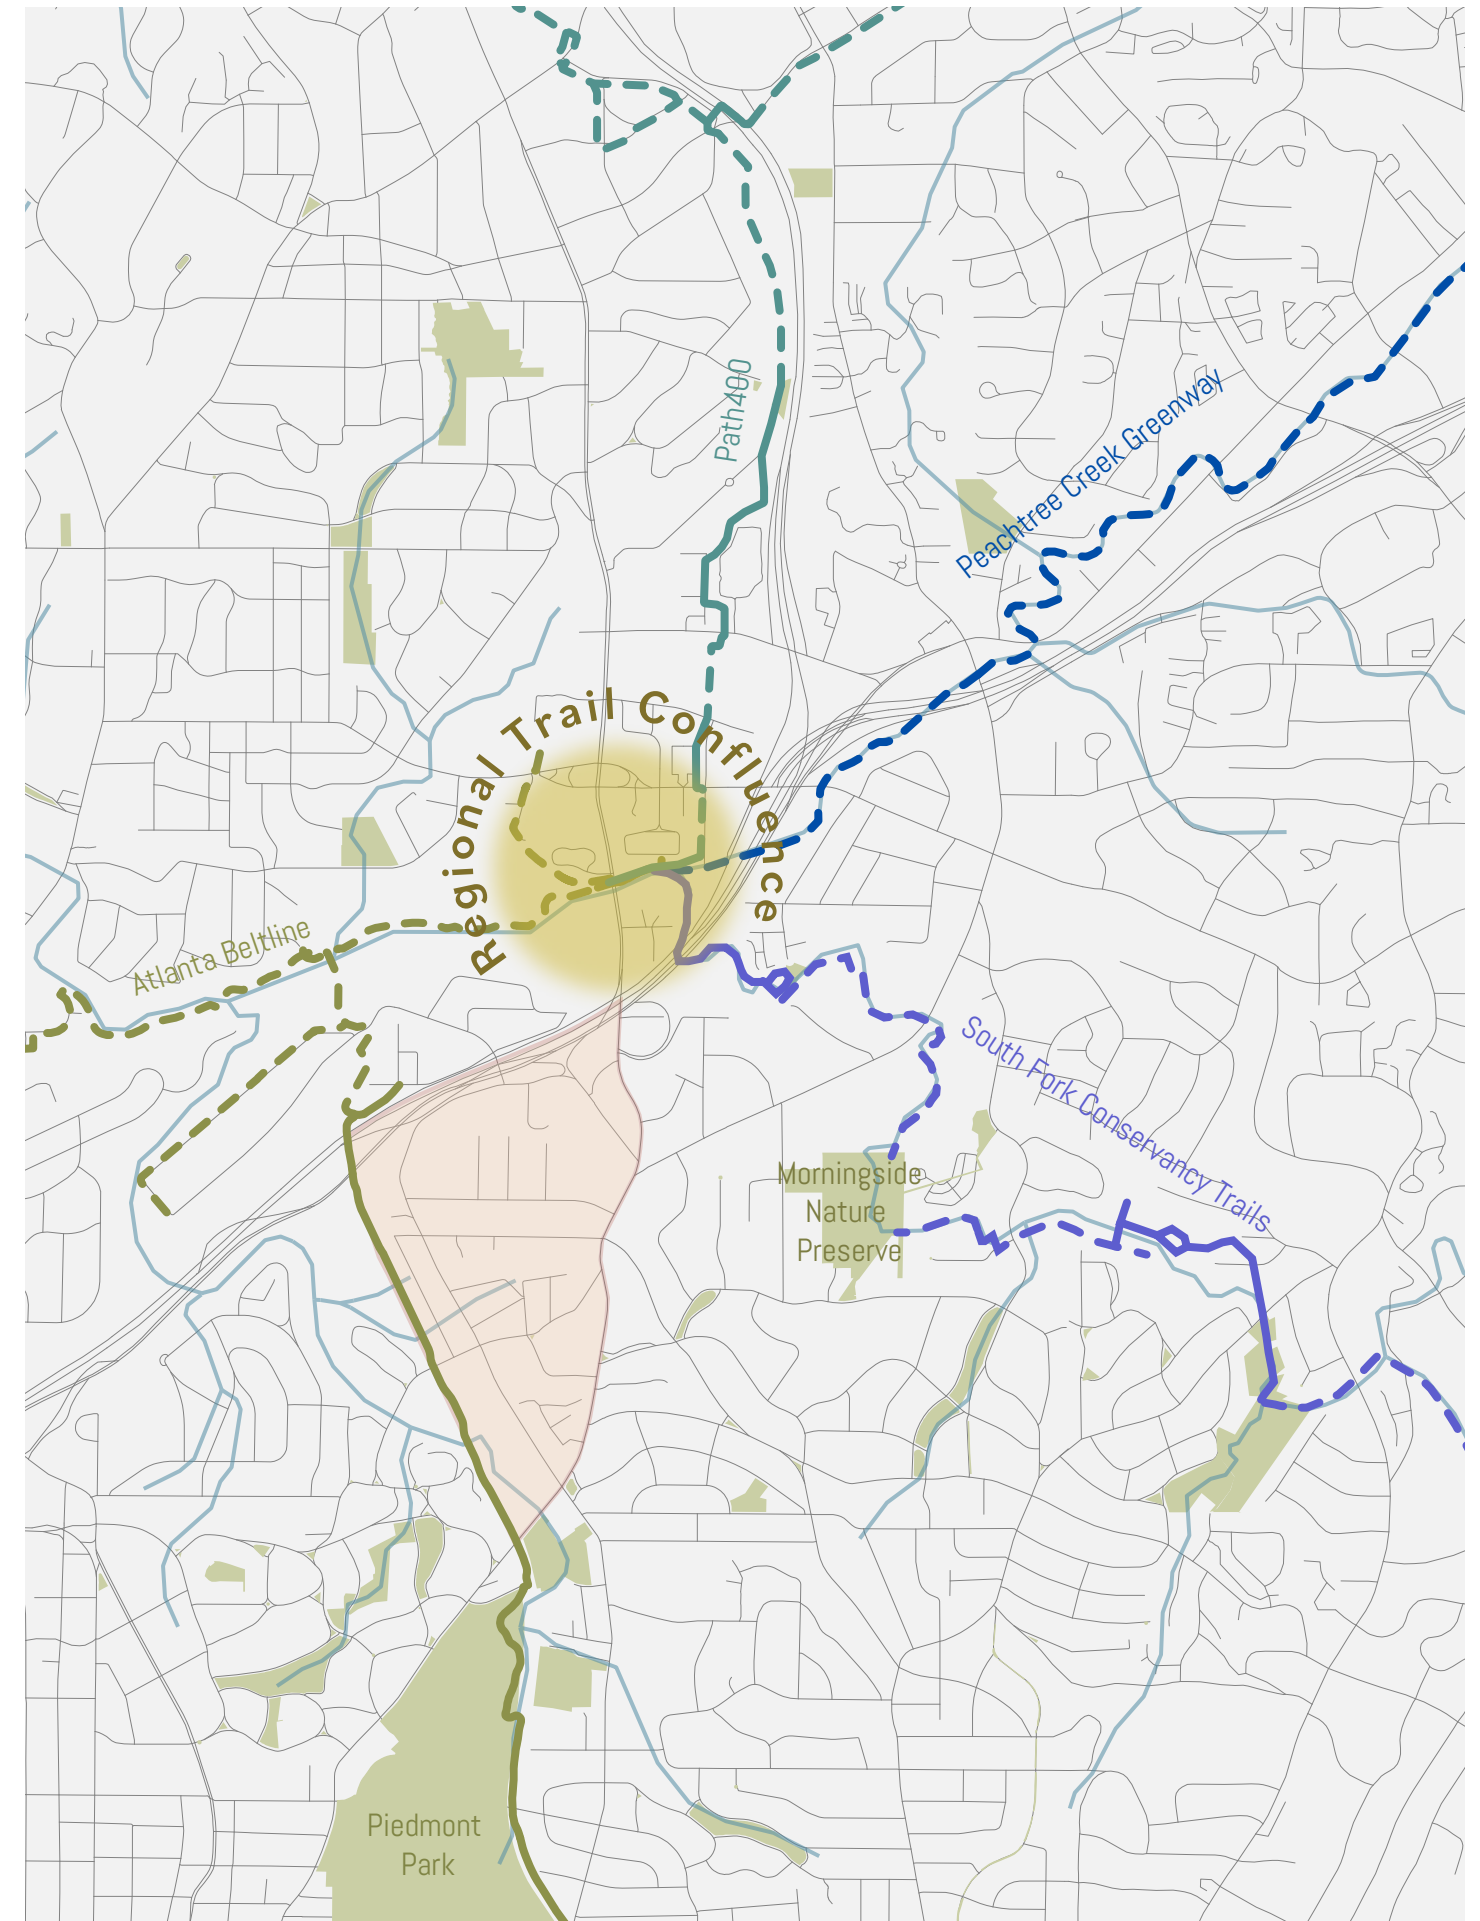 Path400
Peachtree Creek Greenway
Regional Trail Confluence
Atlanta Beltline
South Fork Conservancy Trails
Morningside
Nature
Preserve
Piedmont
Park